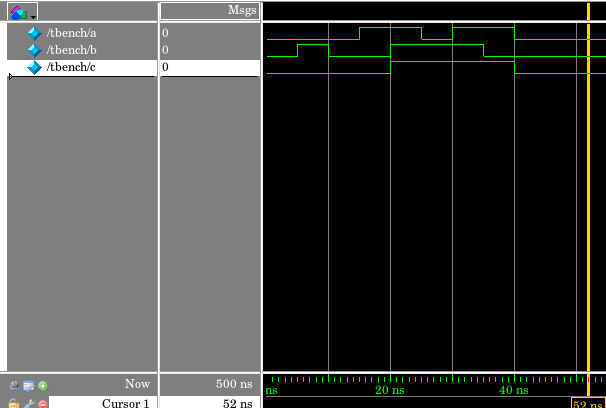 Msgs
/tbench/a 0
/tbench/b 0
/tbench/c 0
ns 20 ns 40 ns
Now 500 ns
Cursor 1 52 ns 52 ns